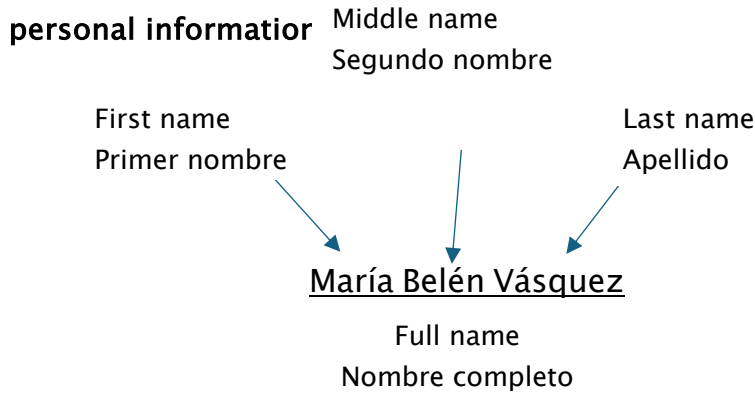 personal information
Middle name
Segundo nombre
First name
Primer nombre
Last name
Apellido
María Belén Vásquez
Full name
Nombre completo